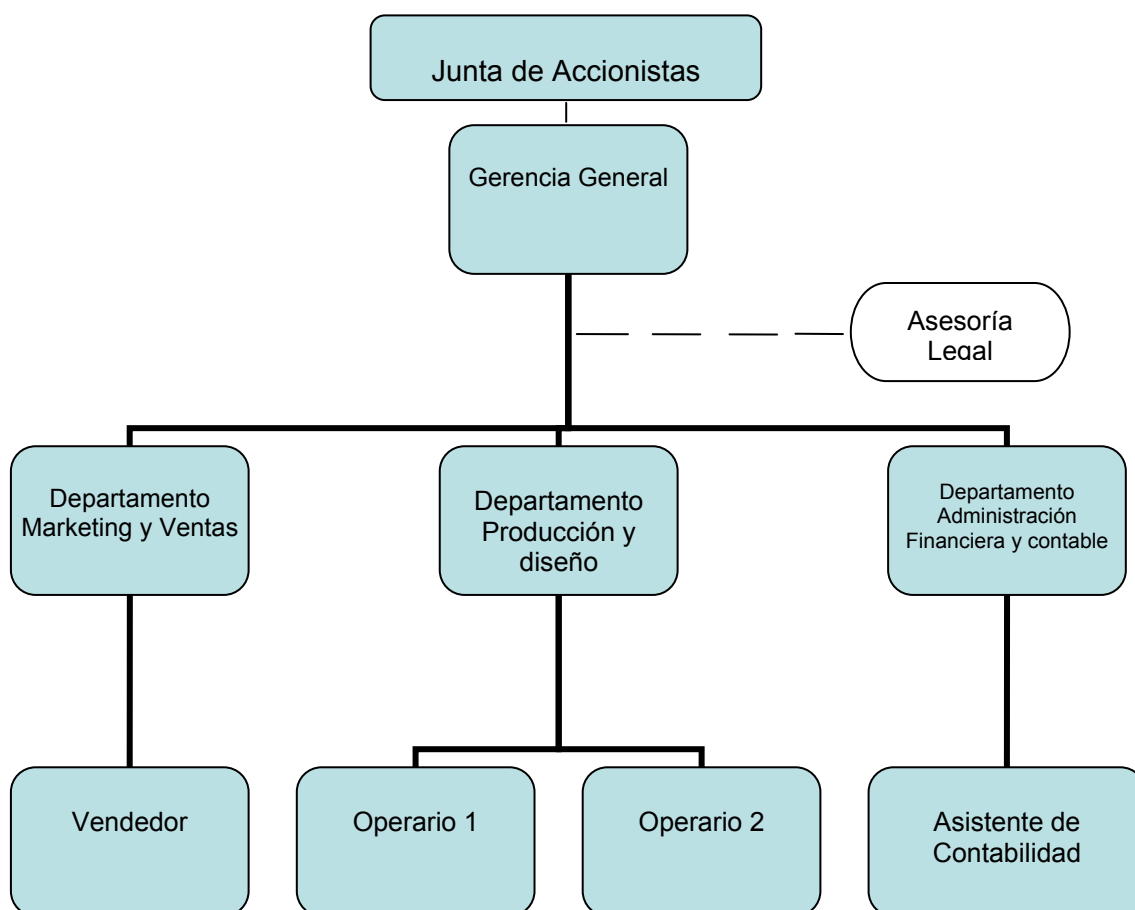 Junta de Accionistas
Gerencia General
Asesoría
Legal
Departamento
Marketing y Ventas
Departamento
Producción y
diseño
Departamento
Administración
Financiera y contable
Vendedor
Operario 1
Operario 2
Asistente de
Contabilidad